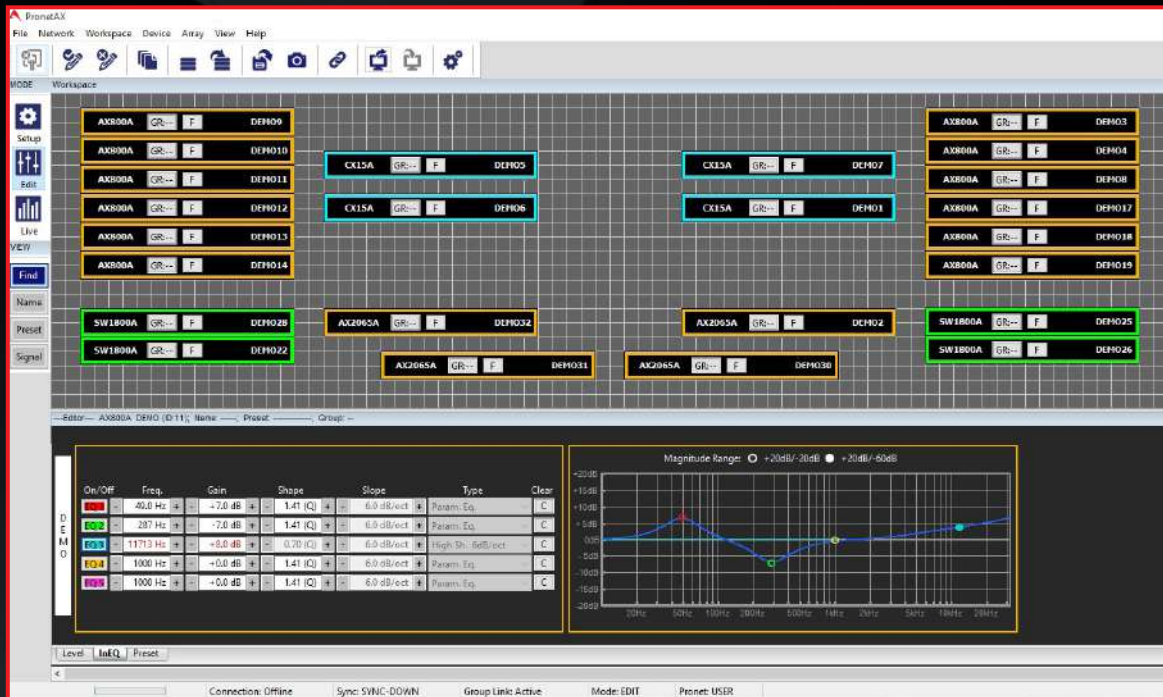 PronetAX
File Network Workspace Device Array View Help
MODE Workspace
Setup
Edit
Live
VIEW
Find
Name
Preset
Signal
AX800A GR:-- F DEMO9
AX800A GR:-- F DEMO10
AX800A GR:-- F DEMO11
AX800A GR:-- F DEMO12
AX800A GR:-- F DEMO13
AX800A GR:-- F DEMO14
CX15A GR:-- F DEMO5
CX15A GR:-- F DEMO6
CX15A GR:-- F DEMO7
CX15A GR:-- F DEMO1
AX800A GR:-- F DEMO3
AX800A GR:-- F DEMO4
AX800A GR:-- F DEMO8
AX800A GR:-- F DEMO17
AX800A GR:-- F DEMO18
AX800A GR:-- F DEMO19
SW1800A GR:-- F DEMO28
SW1800A GR:-- F DEMO22
AX2065A GR:-- F DEMO32
AX2065A GR:-- F DEMO31
AX2065A GR:-- F DEMO2
AX2065A GR:-- F DEMO30
SW1800A GR:-- F DEMO25
SW1800A GR:-- F DEMO26
---Editor--- AX800A DEMO (ID:11); Name: ----; Preset: ----------; Group: --
DEMO
On/Off Freq. Gain Shape Slope Type Clear
EQ 1 - 49.0 Hz + - +7.0 dB + - 1.41 (Q) + - 6.0 dB/oct + Param. Eq. C
EQ 2 - 287 Hz + - -7.0 dB + - 1.41 (Q) + - 6.0 dB/oct + Param. Eq. C
EQ 3 - 11713 Hz + - +8.0 dB + - 0.70 (Q) + - 6.0 dB/oct + High Sh. 6dB/oct C
EQ 4 - 1000 Hz + - +0.0 dB + - 1.41 (Q) + - 6.0 dB/oct + Param. Eq. C
EQ 5 - 1000 Hz + - +0.0 dB + - 1.41 (Q) + - 6.0 dB/oct + Param. Eq. C
Magnitude Range: +20dB/-20dB +20dB/-60dB
+20dB
+15dB
+10dB
+5dB
0dB
-5dB
-10dB
-15dB
-20dB
20Hz 50Hz 100Hz 200Hz 500Hz 1kHz 2kHz 5kHz 10kHz 20kHz
Level InEQ Preset
Connection: Offline Sync: SYNC-DOWN Group Link: Active Mode: EDIT Pronet: USER